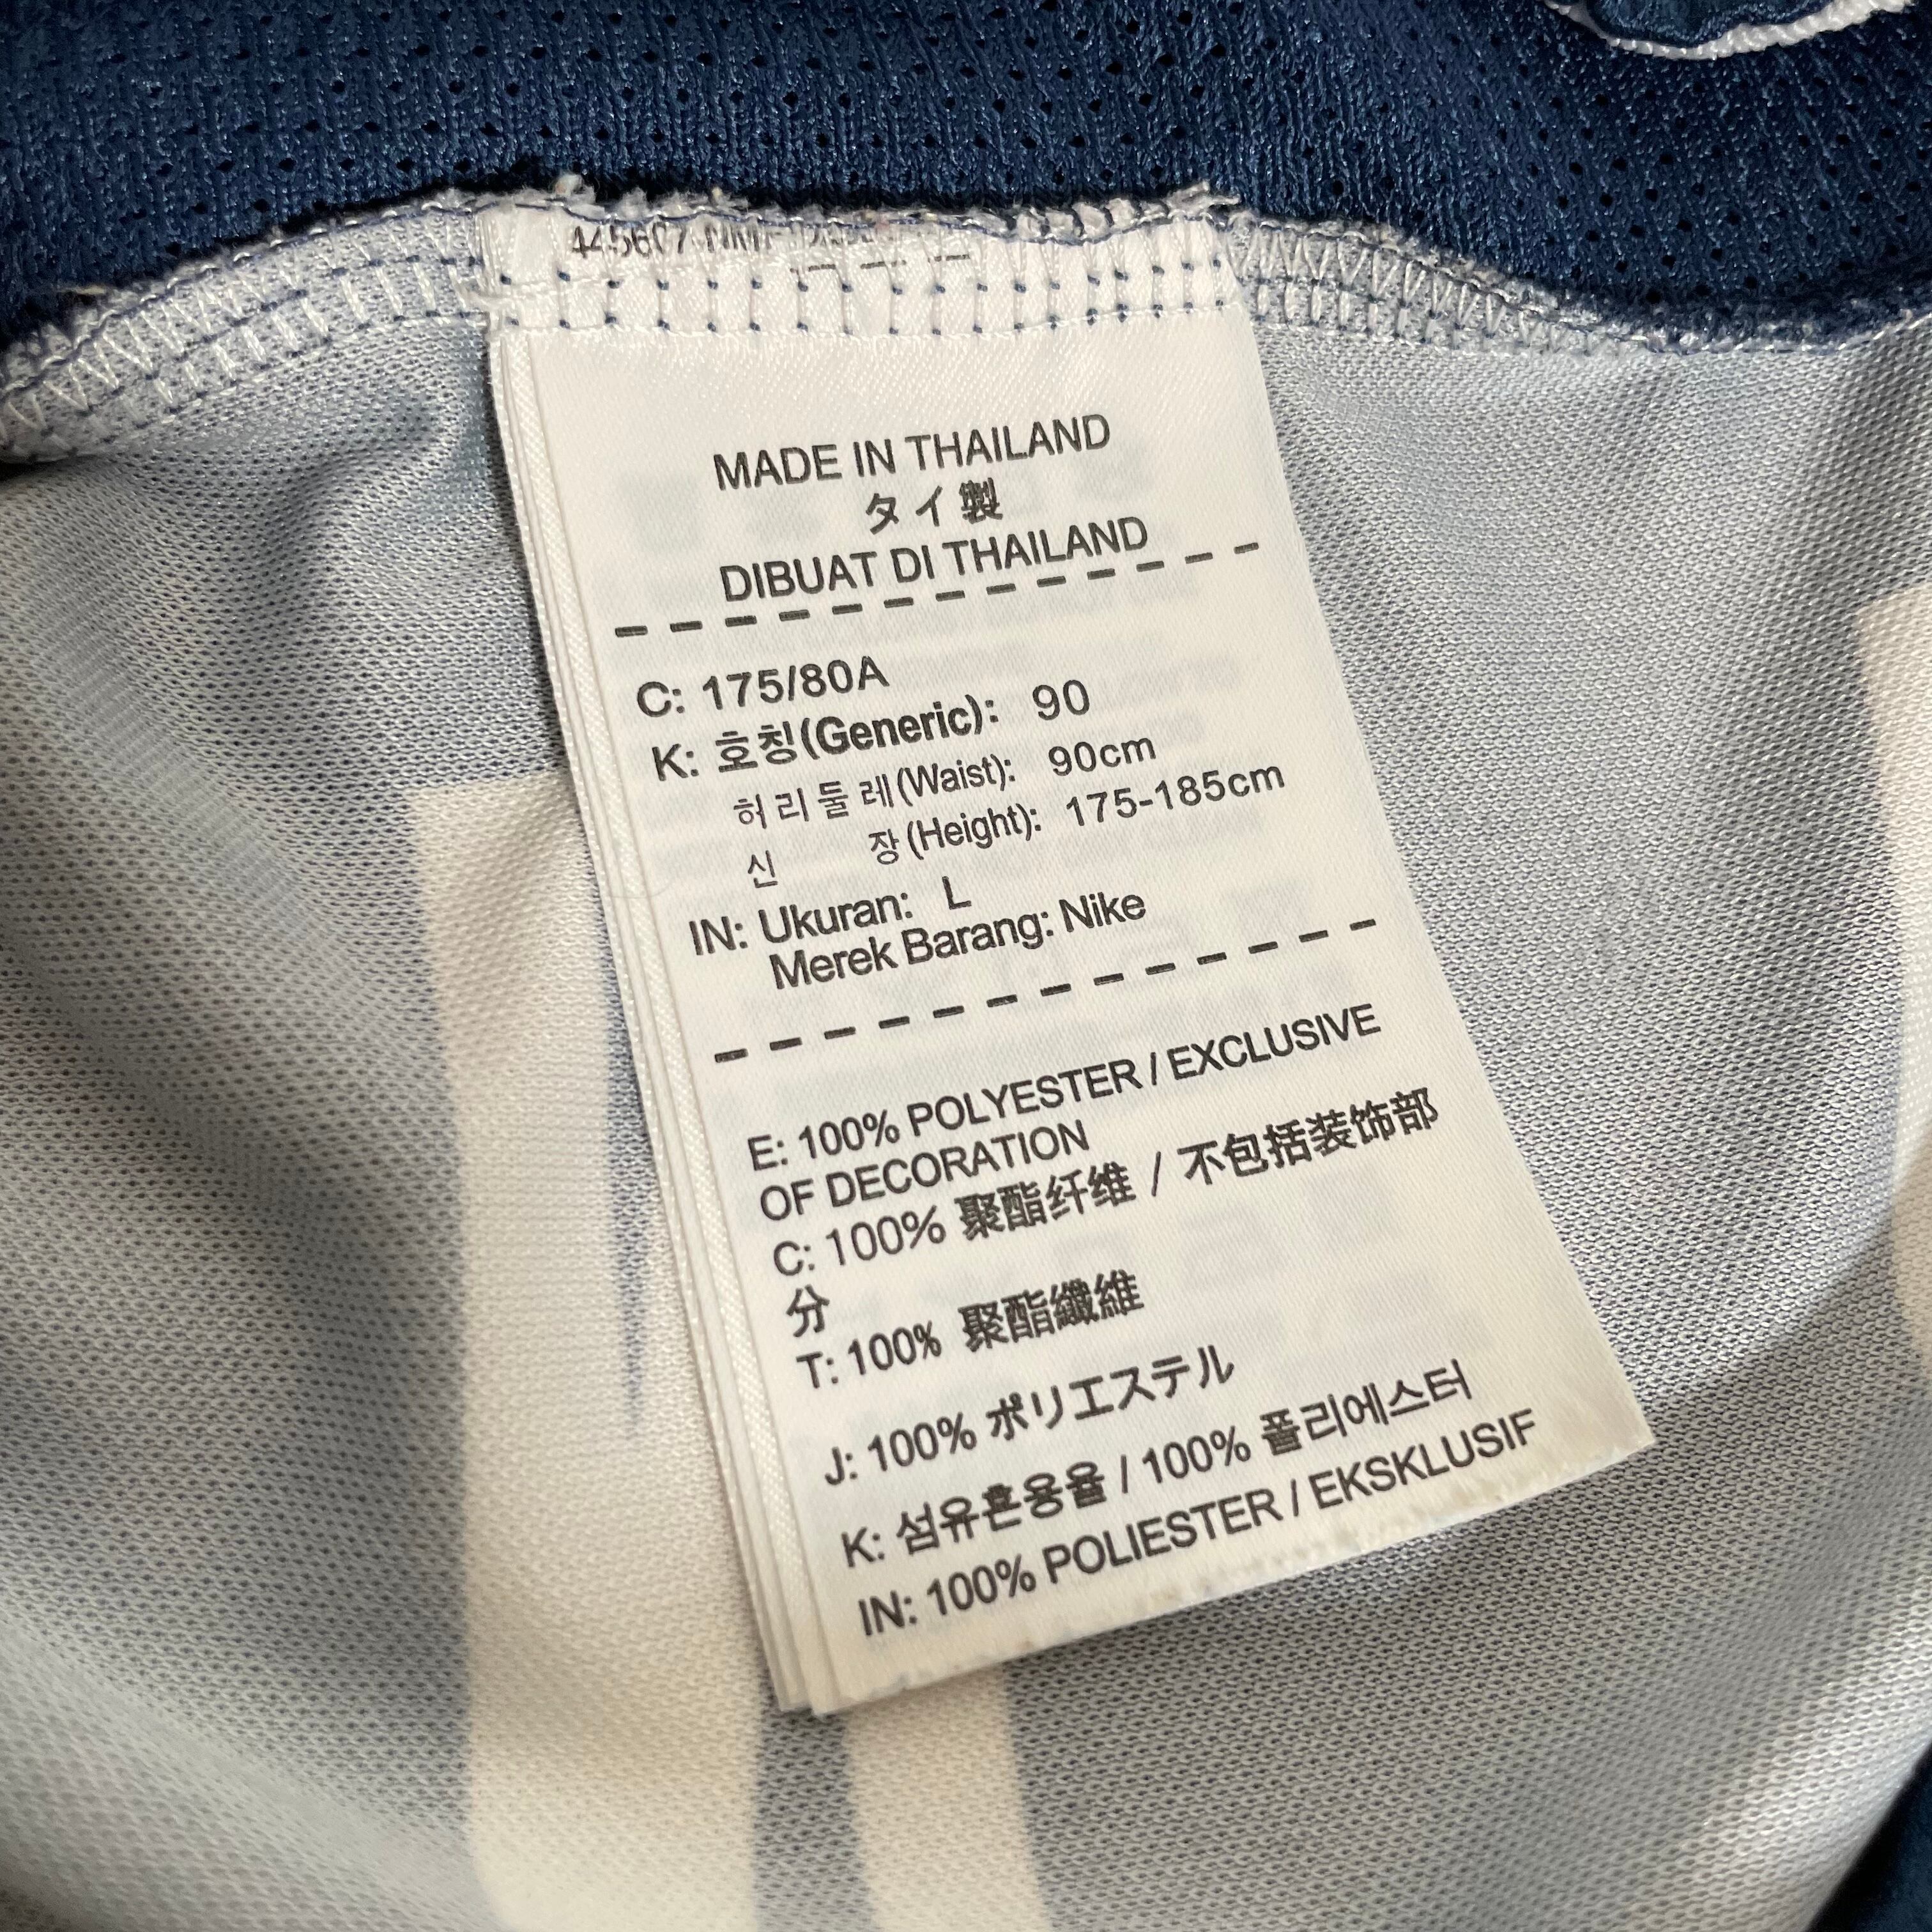 MADE IN THAILAND
タイ製
DIBUAT DI THAILAND
C: 175/80A
K: 호칭(Generic): 90
허리둘레(Waist): 90cm
신 장(Height): 175-185cm
IN: Ukuran: L
Merek Barang: Nike
E: 100% POLYESTER / EXCLUSIVE
OF DECORATION
C: 100% 聚酯纤维 / 不包括装饰部
分
T: 100% 聚酯纖維
J: 100% ポリエステル
K: 섬유혼용율 / 100% 폴리에스터
IN: 100% POLIESTER / EKSKLUSIF